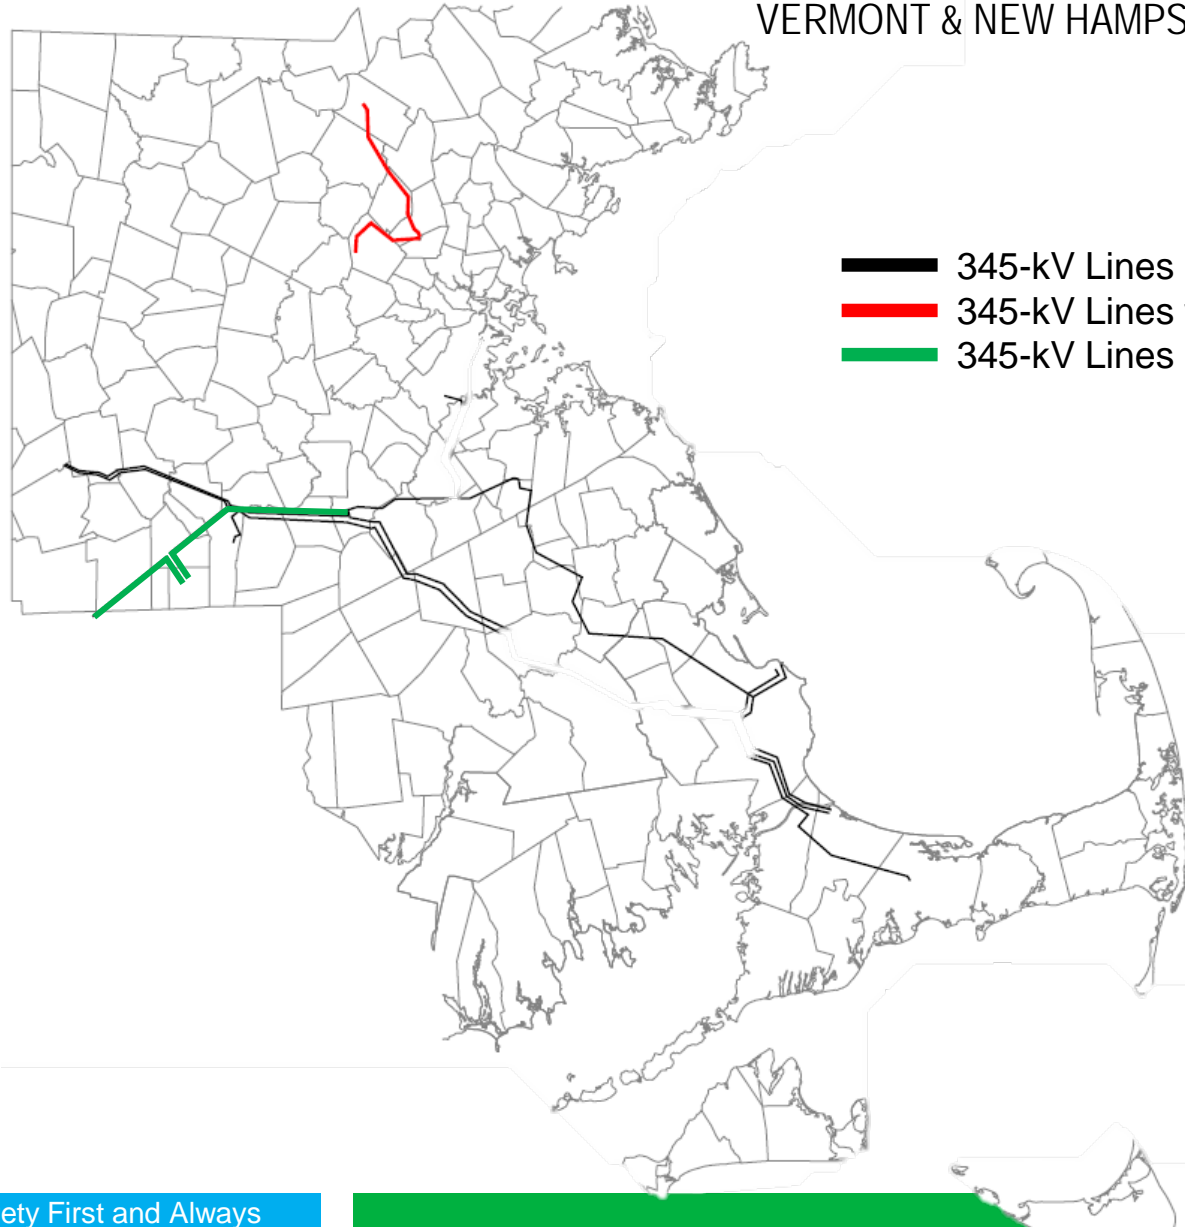 VERMONT & NEW HAMPS
345-kV Lines
345-kV Lines
345-kV Lines
ety First and Always